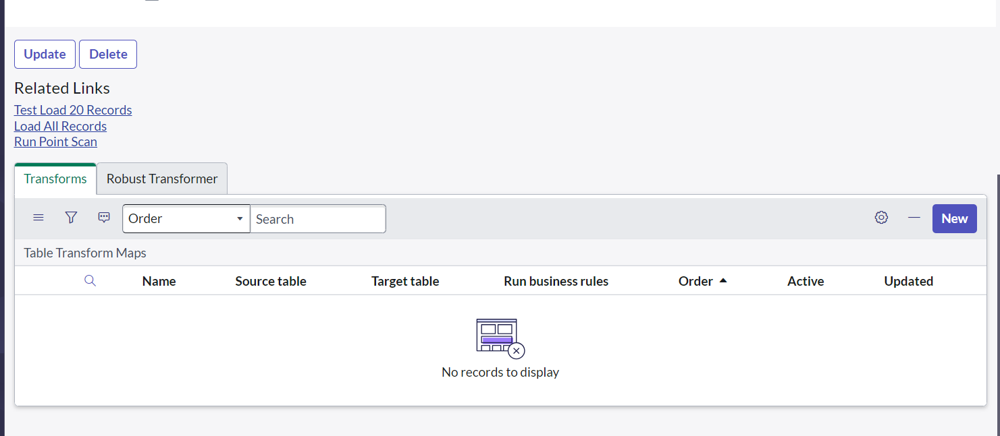 Update Delete
Related Links
Test Load 20 Records
Load All Records
Run Point Scan
Transforms Robust Transformer
Order Search New
Table Transform Maps
Name Source table Target table Run business rules Order Active Updated
No records to display